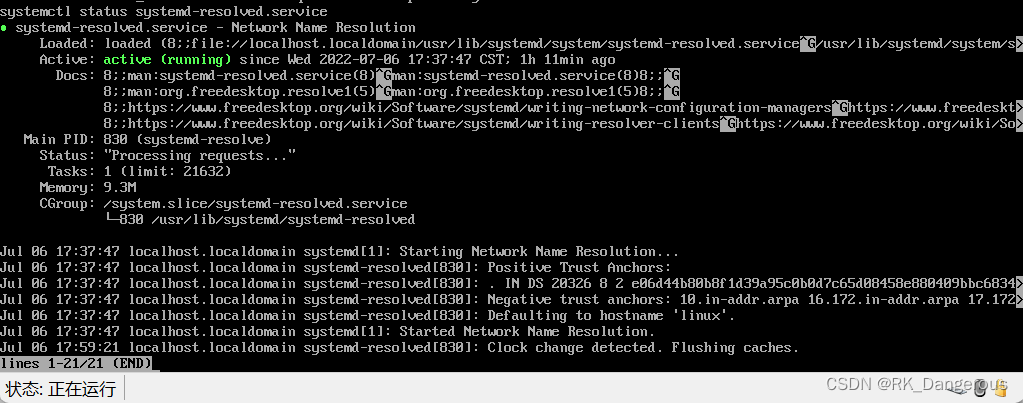 systemctl status systemd-resolved.service
● systemd-resolved.service - Network Name Resolution
Loaded: loaded (8;;file://localhost.localdomain/usr/lib/systemd/system/systemd-resolved.service^G/usr/lib/systemd/system/s>
Active: active (running) since Wed 2022-07-06 17:37:47 CST; 1h 11min ago
Docs: 8;;man:systemd-resolved.service(8)^Gman:systemd-resolved.service(8)8;;^G
8;;man:org.freedesktop.resolve1(5)^Gman:org.freedesktop.resolve1(5)8;;^G
8;;https://www.freedesktop.org/wiki/Software/systemd/writing-network-configuration-managers^Ghttps://www.freedeskt>
8;;https://www.freedesktop.org/wiki/Software/systemd/writing-resolver-clients^Ghttps://www.freedesktop.org/wiki/So>
Main PID: 830 (systemd-resolve)
Status: "Processing requests..."
Tasks: 1 (limit: 21632)
Memory: 9.3M
CGroup: /system.slice/systemd-resolved.service
└─830 /usr/lib/systemd/systemd-resolved
Jul 06 17:37:47 localhost.localdomain systemd[1]: Starting Network Name Resolution...
Jul 06 17:37:47 localhost.localdomain systemd-resolved[830]: Positive Trust Anchors:
Jul 06 17:37:47 localhost.localdomain systemd-resolved[830]: . IN DS 20326 8 2 e06d44b80b8f1d39a95c0b0d7c65d08458e880409bbc6834>
Jul 06 17:37:47 localhost.localdomain systemd-resolved[830]: Negative trust anchors: 10.in-addr.arpa 16.172.in-addr.arpa 17.172>
Jul 06 17:37:47 localhost.localdomain systemd-resolved[830]: Defaulting to hostname 'linux'.
Jul 06 17:37:47 localhost.localdomain systemd[1]: Started Network Name Resolution.
Jul 06 17:59:21 localhost.localdomain systemd-resolved[830]: Clock change detected. Flushing caches.
lines 1-21/21 (END)
状态: 正在运行
CSDN @RK_Dangerous